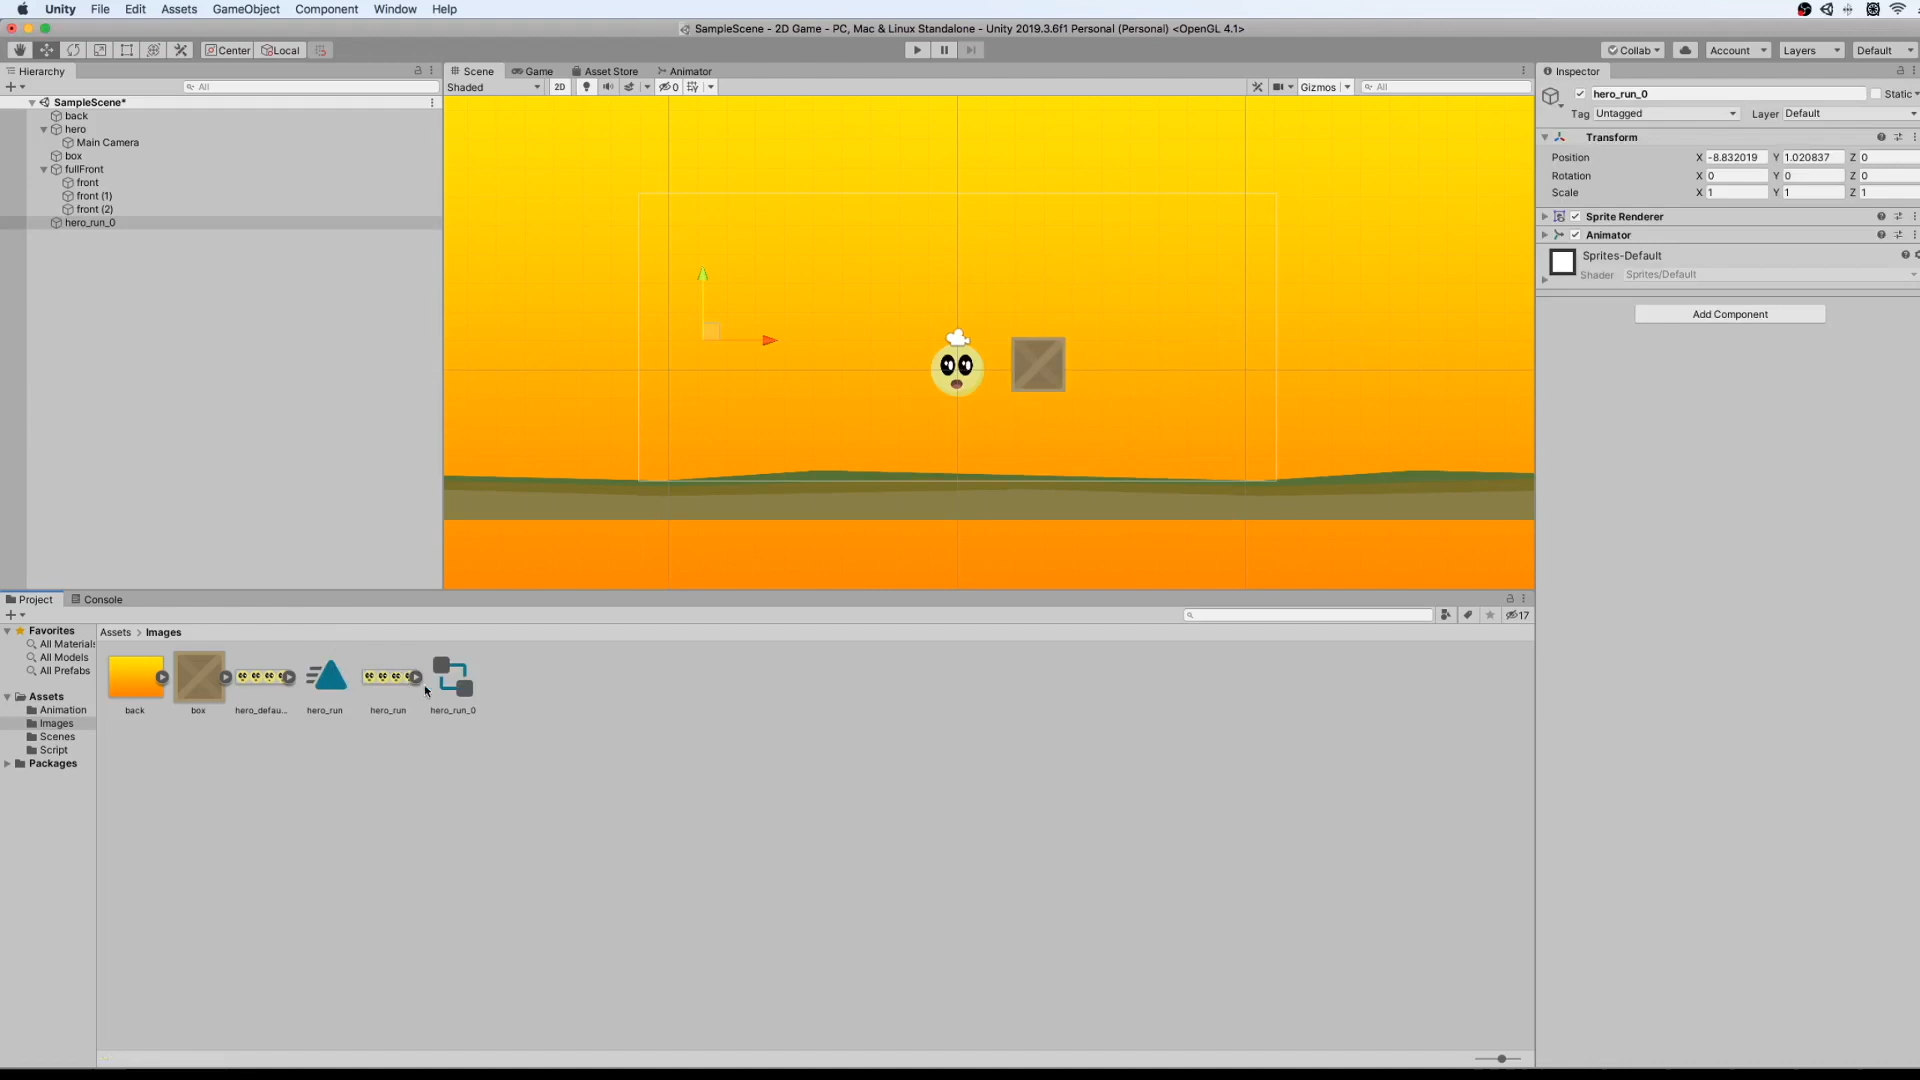 Unity File Edit Assets GameObject Component Window Help
SampleScene - 2D Game - PC, Mac & Linux Standalone - Unity 2019.3.6f1 Personal (Personal) <OpenGL 4.1>
Center Local Collab Account Layers Default
Hierarchy Scene Game Asset Store Animator Inspector
All Shaded 2D 0 Gizmos All
hero_run_0 Static
Tag Untagged Layer Default
SampleScene*
back
hero
Main Camera
box
fullFront
front
front (1)
front (2)
hero_run_0
Transform
Position X -8.832019 Y 1.020837 Z 0
Rotation X 0 Y 0 Z 0
Scale X 1 Y 1 Z 1
Sprite Renderer
Animator
Sprites-Default
Shader Sprites/Default
Add Component
Project Console
17
Favorites
All Materials
All Models
All Prefabs
Assets
Animation
Images
Scenes
Script
Packages
Assets > Images
back box hero_defau... hero_run hero_run hero_run_0